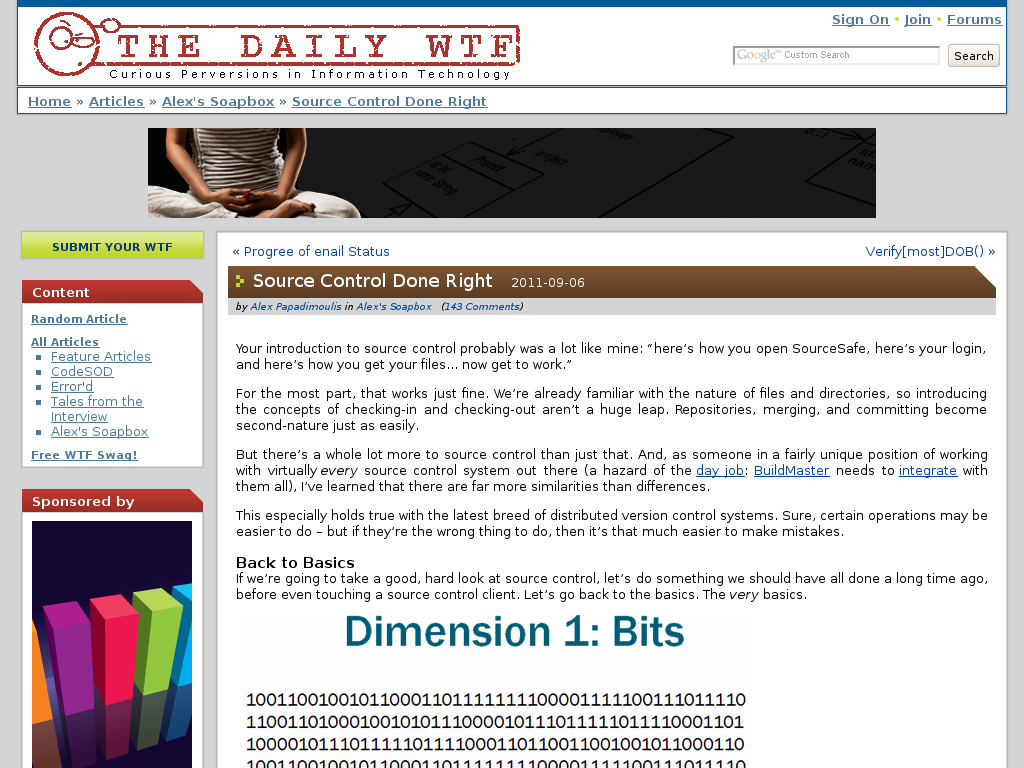 Sign On • Join • Forums
THE DAILY WTF
Curious Perversions in Information Technology
Google™ Custom Search
Search
Home » Articles » Alex's Soapbox » Source Control Done Right
SUBMIT YOUR WTF
Content
Random Article
All Articles
Feature Articles
CodeSOD
Error'd
Tales from the
Interview
Alex's Soapbox
Free WTF Swag!
Sponsored by
« Progree of enail Status
Verify[most]DOB() »
Source Control Done Right 2011-09-06
by Alex Papadimoulis in Alex's Soapbox (143 Comments)
Your introduction to source control probably was a lot like mine: “here’s how you open SourceSafe, here’s your login,
and here’s how you get your files… now get to work.”
For the most part, that works just fine. We’re already familiar with the nature of files and directories, so introducing
the concepts of checking-in and checking-out aren’t a huge leap. Repositories, merging, and committing become
second-nature just as easily.
But there’s a whole lot more to source control than just that. And, as someone in a fairly unique position of working
with virtually every source control system out there (a hazard of the day job: BuildMaster needs to integrate with
them all), I’ve learned that there are far more similarities than differences.
This especially holds true with the latest breed of distributed version control systems. Sure, certain operations may be
easier to do – but if they’re the wrong thing to do, then it’s that much easier to make mistakes.
Back to Basics
If we’re going to take a good, hard look at source control, let’s do something we should have all done a long time ago,
before even touching a source control client. Let’s go back to the basics. The very basics.
Dimension 1: Bits